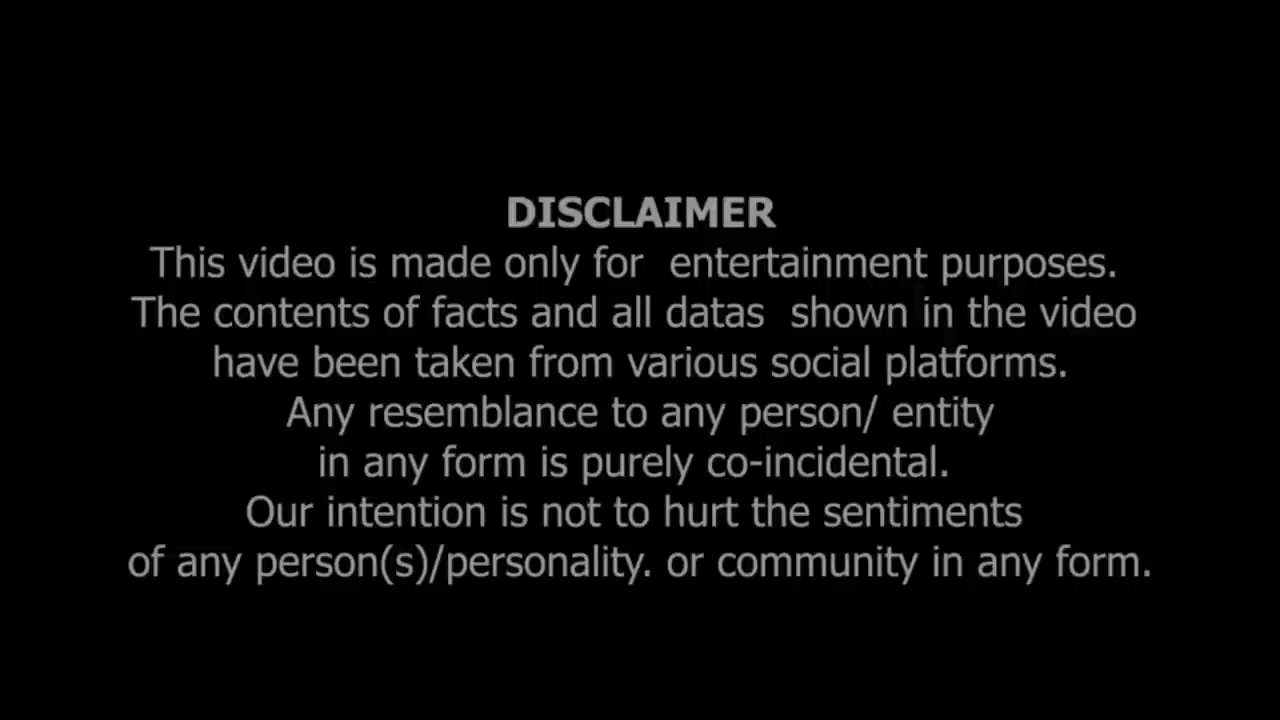 DISCLAIMER
This video is made only for  entertainment purposes.
The contents of facts and all datas  shown in the video
have been taken from various social platforms.
Any resemblance to any person/ entity
in any form is purely co-incidental.
Our intention is not to hurt the sentiments
of any person(s)/personality. or community in any form.